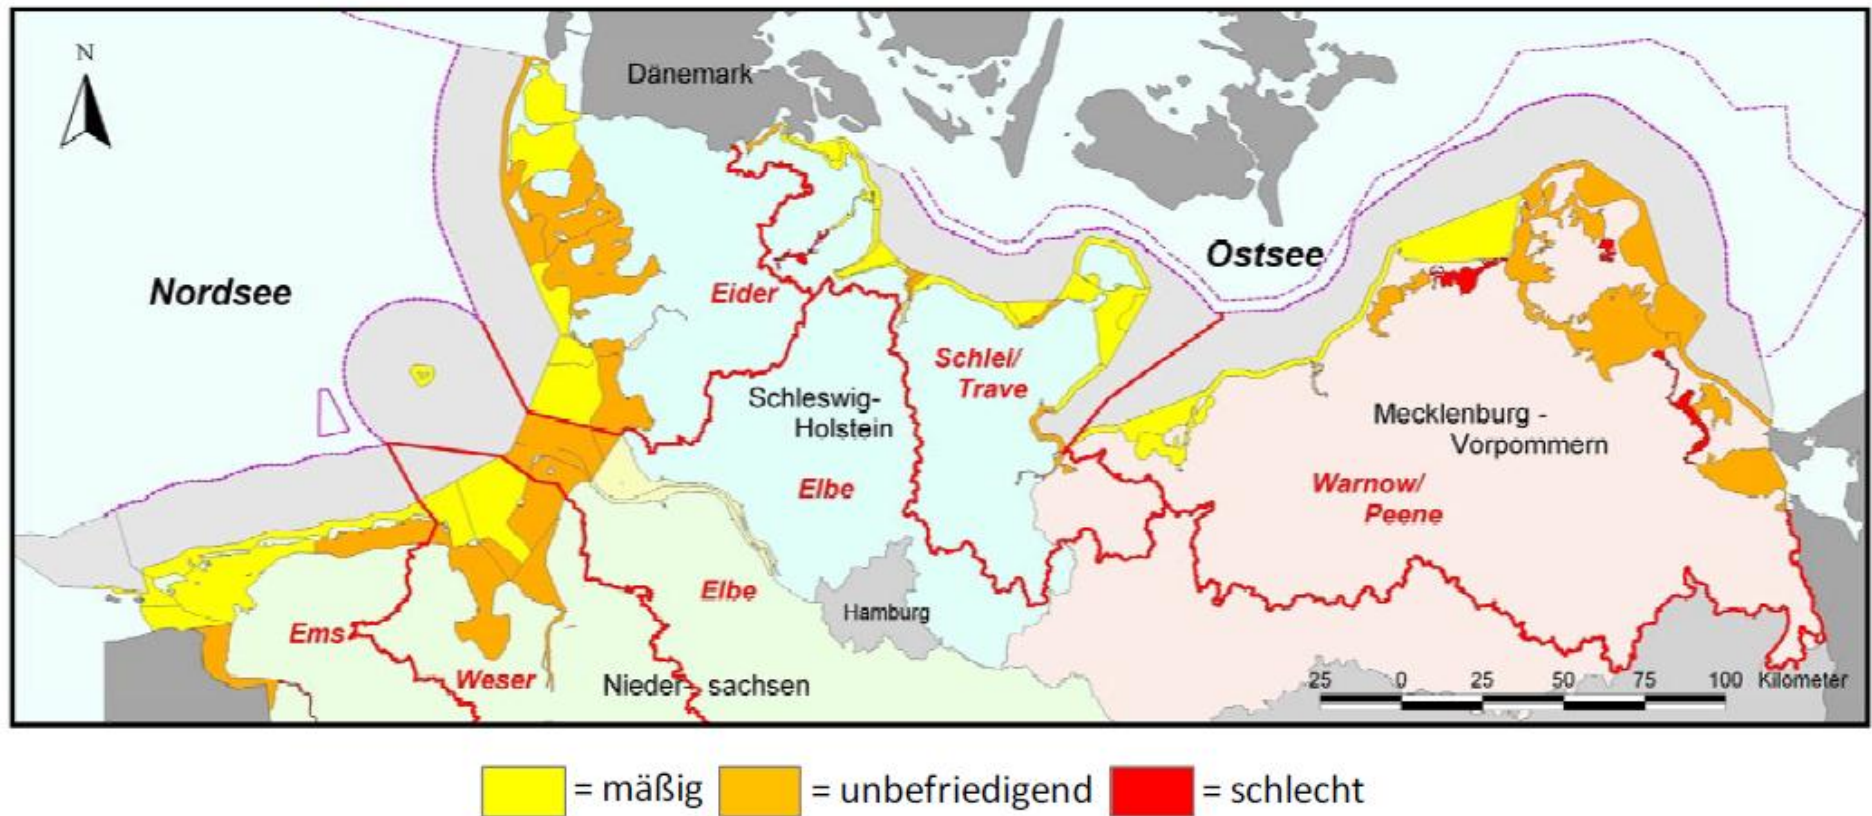 N
Dänemark
Nordsee
Ostsee
Eider
Schlei/
Trave
Schleswig-
Holstein
Mecklenburg -
Vorpommern
Elbe
Warnow/
Peene
Elbe
Hamburg
Ems
Weser
Nieder- sachsen
25 0 25 50 75 100 Kilometer
= mäßig = unbefriedigend = schlecht